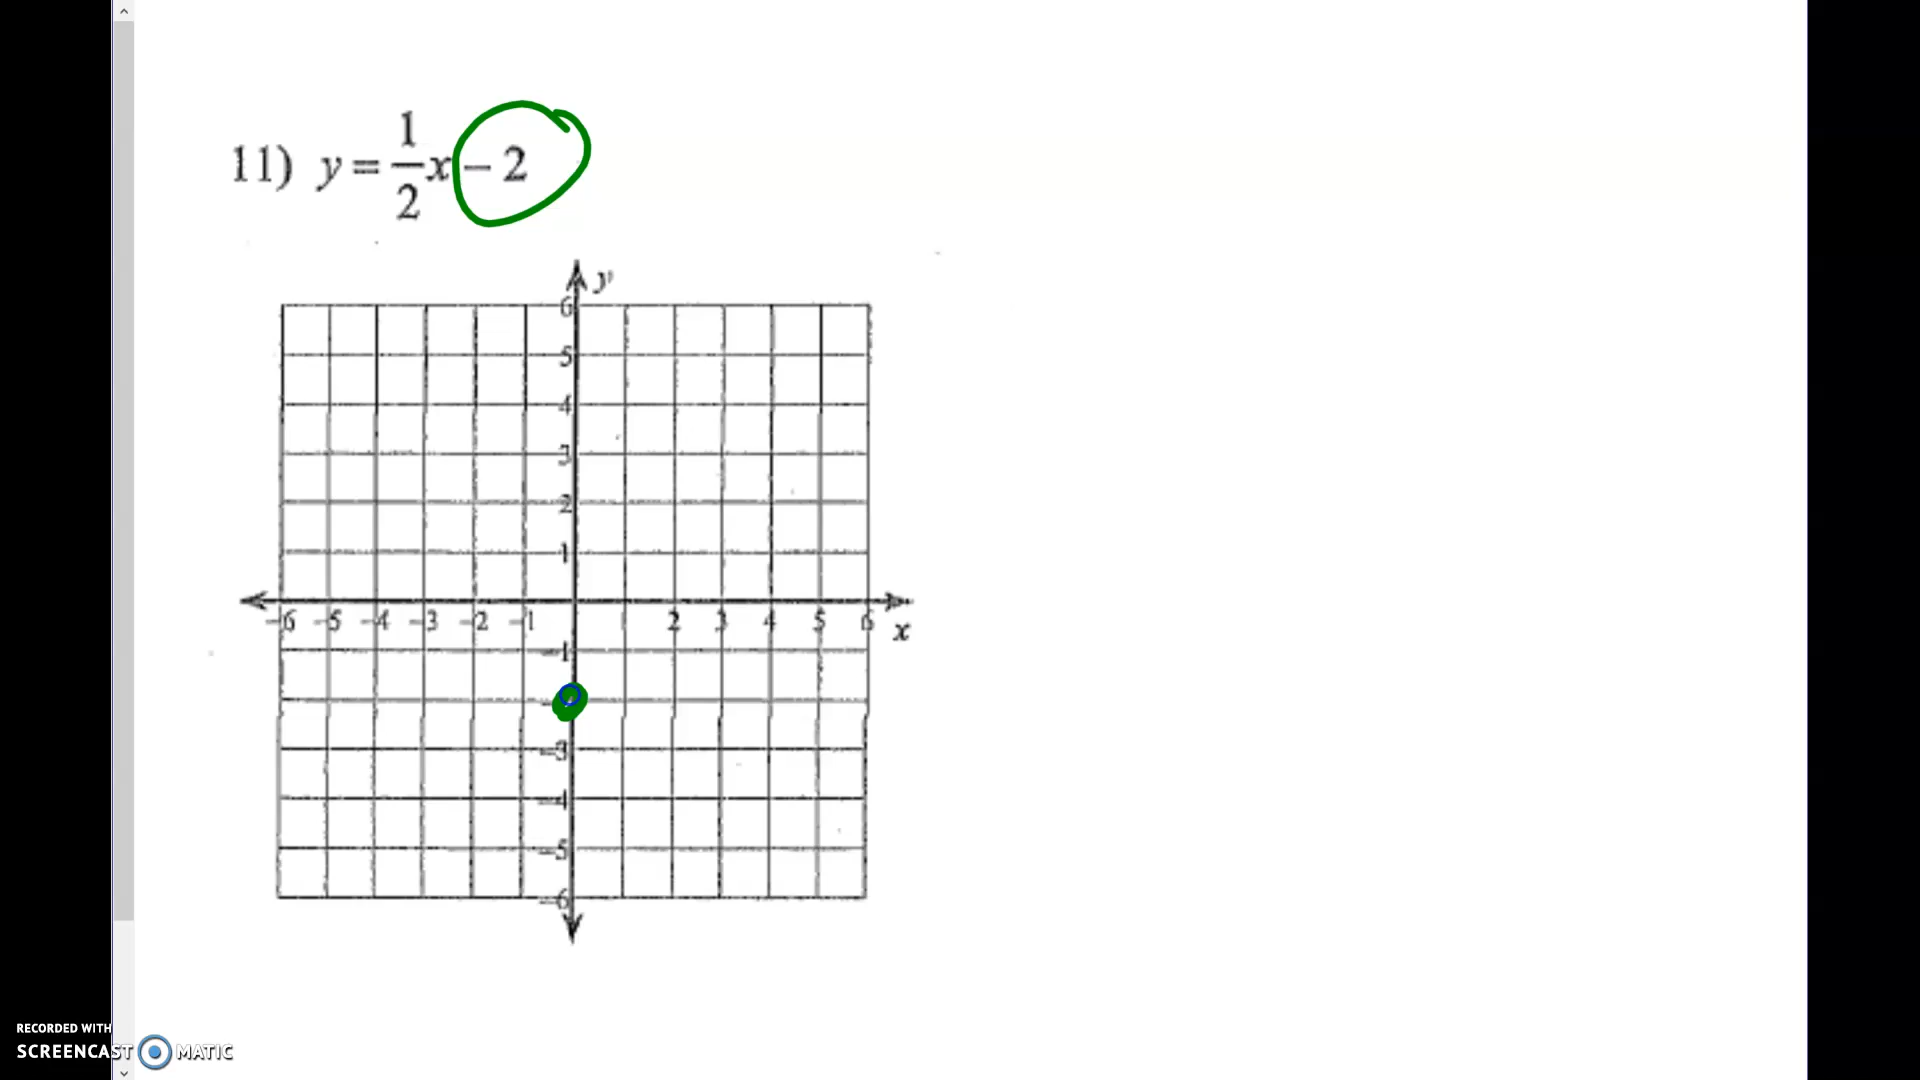 11) y = 1/2 x - 2
y
6
5
4
3
2
1
-6 -5 -4 -3 -2 -1 2 3 4 5 6
x
-1
-3
-4
-5
-6
RECORDED WITH
SCREENCAST MATIC